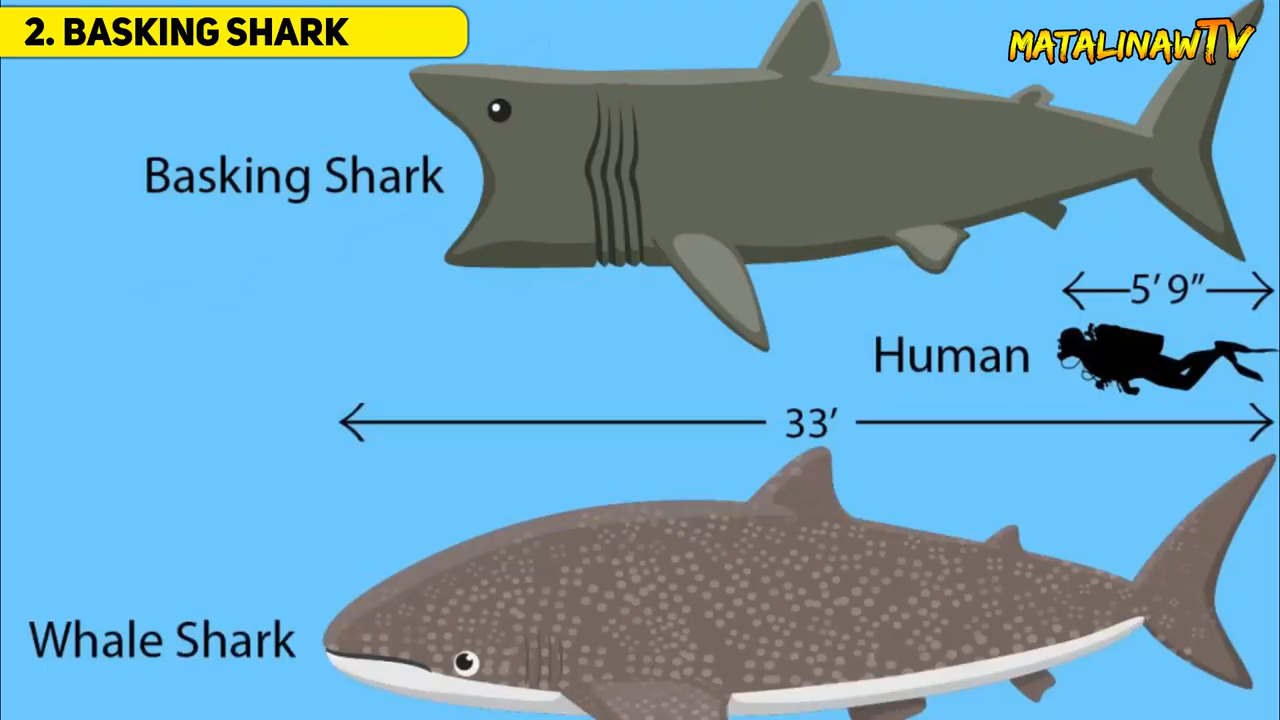 2. BASKING SHARK
MATALINAWTV
Basking Shark
5' 9"
Human
33'
Whale Shark